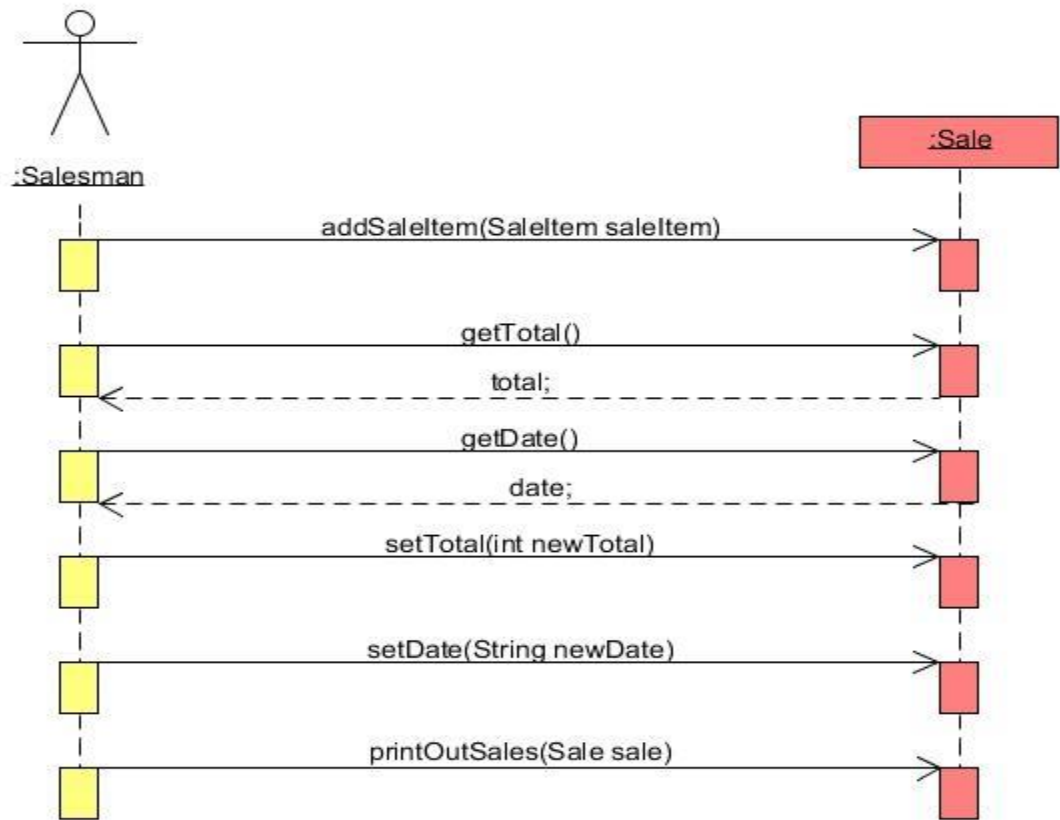 :Salesman
:Sale
addSaleItem(SaleItem saleItem)
getTotal()
total;
getDate()
date;
setTotal(int newTotal)
setDate(String newDate)
printOutSales(Sale sale)